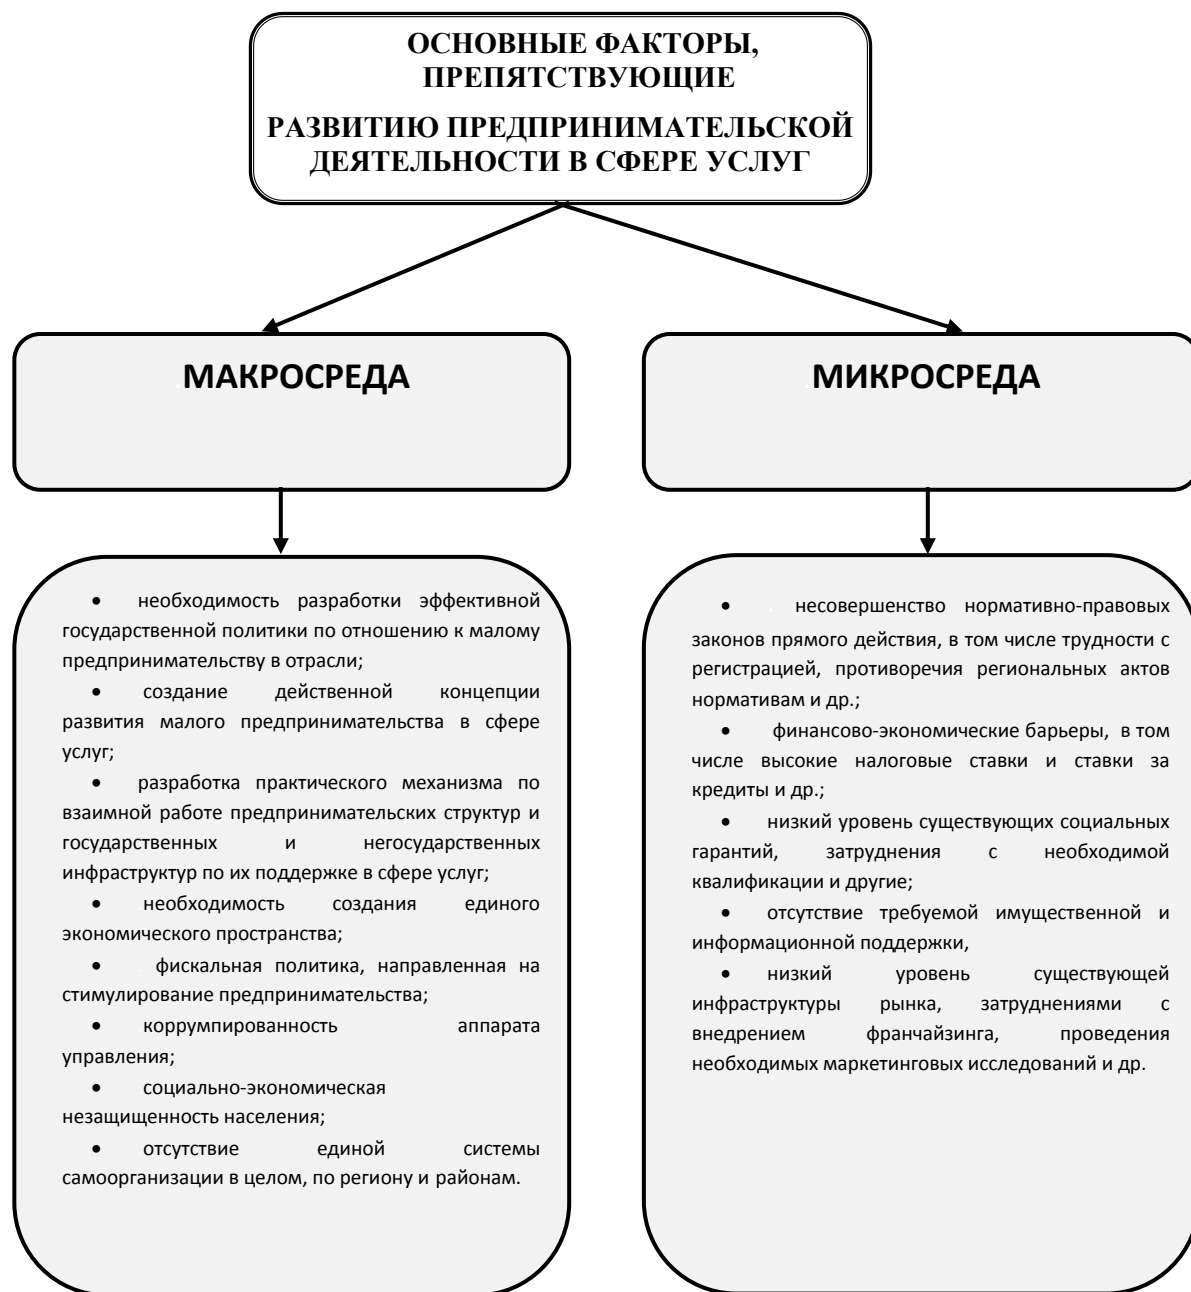 ОСНОВНЫЕ ФАКТОРЫ,
ПРЕПЯТСТВУЮЩИЕ
РАЗВИТИЮ ПРЕДПРИНИМАТЕЛЬСКОЙ
ДЕЯТЕЛЬНОСТИ В СФЕРЕ УСЛУГ
МАКРОСРЕДА
• необходимость разработки эффективной
государственной политики по отношению к малому
предпринимательству в отрасли;
• создание действенной концепции
развития малого предпринимательства в сфере
услуг;
• разработка практического механизма по
взаимной работе предпринимательских структур и
государственных и негосударственных
инфраструктур по их поддержке в сфере услуг;
• необходимость создания единого
экономического пространства;
• фискальная политика, направленная на
стимулирование предпринимательства;
• коррумпированность аппарата
управления;
• социально-экономическая
незащищенность населения;
• отсутствие единой системы
самоорганизации в целом, по региону и районам.
МИКРОСРЕДА
• несовершенство нормативно-правовых
законов прямого действия, в том числе трудности с
регистрацией, противоречия региональных актов
нормативам и др.;
• финансово-экономические барьеры, в том
числе высокие налоговые ставки и ставки за
кредиты и др.;
• низкий уровень существующих социальных
гарантий, затруднения с необходимой
квалификации и другие;
• отсутствие требуемой имущественной и
информационной поддержки,
• низкий уровень существующей
инфраструктуры рынка, затруднениями с
внедрением франчайзинга, проведения
необходимых маркетинговых исследований и др.